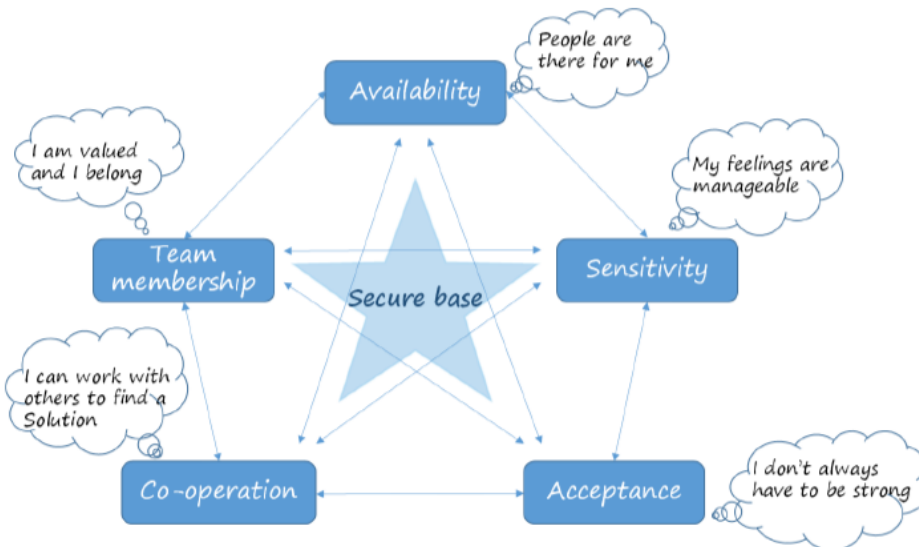 People are
there for me
Availability
I am valued
and I belong
My feelings are
manageable
Team
membership
Sensitivity
Secure base
I can work with
others to find a
Solution
Co-operation
Acceptance
I don't always
have to be strong